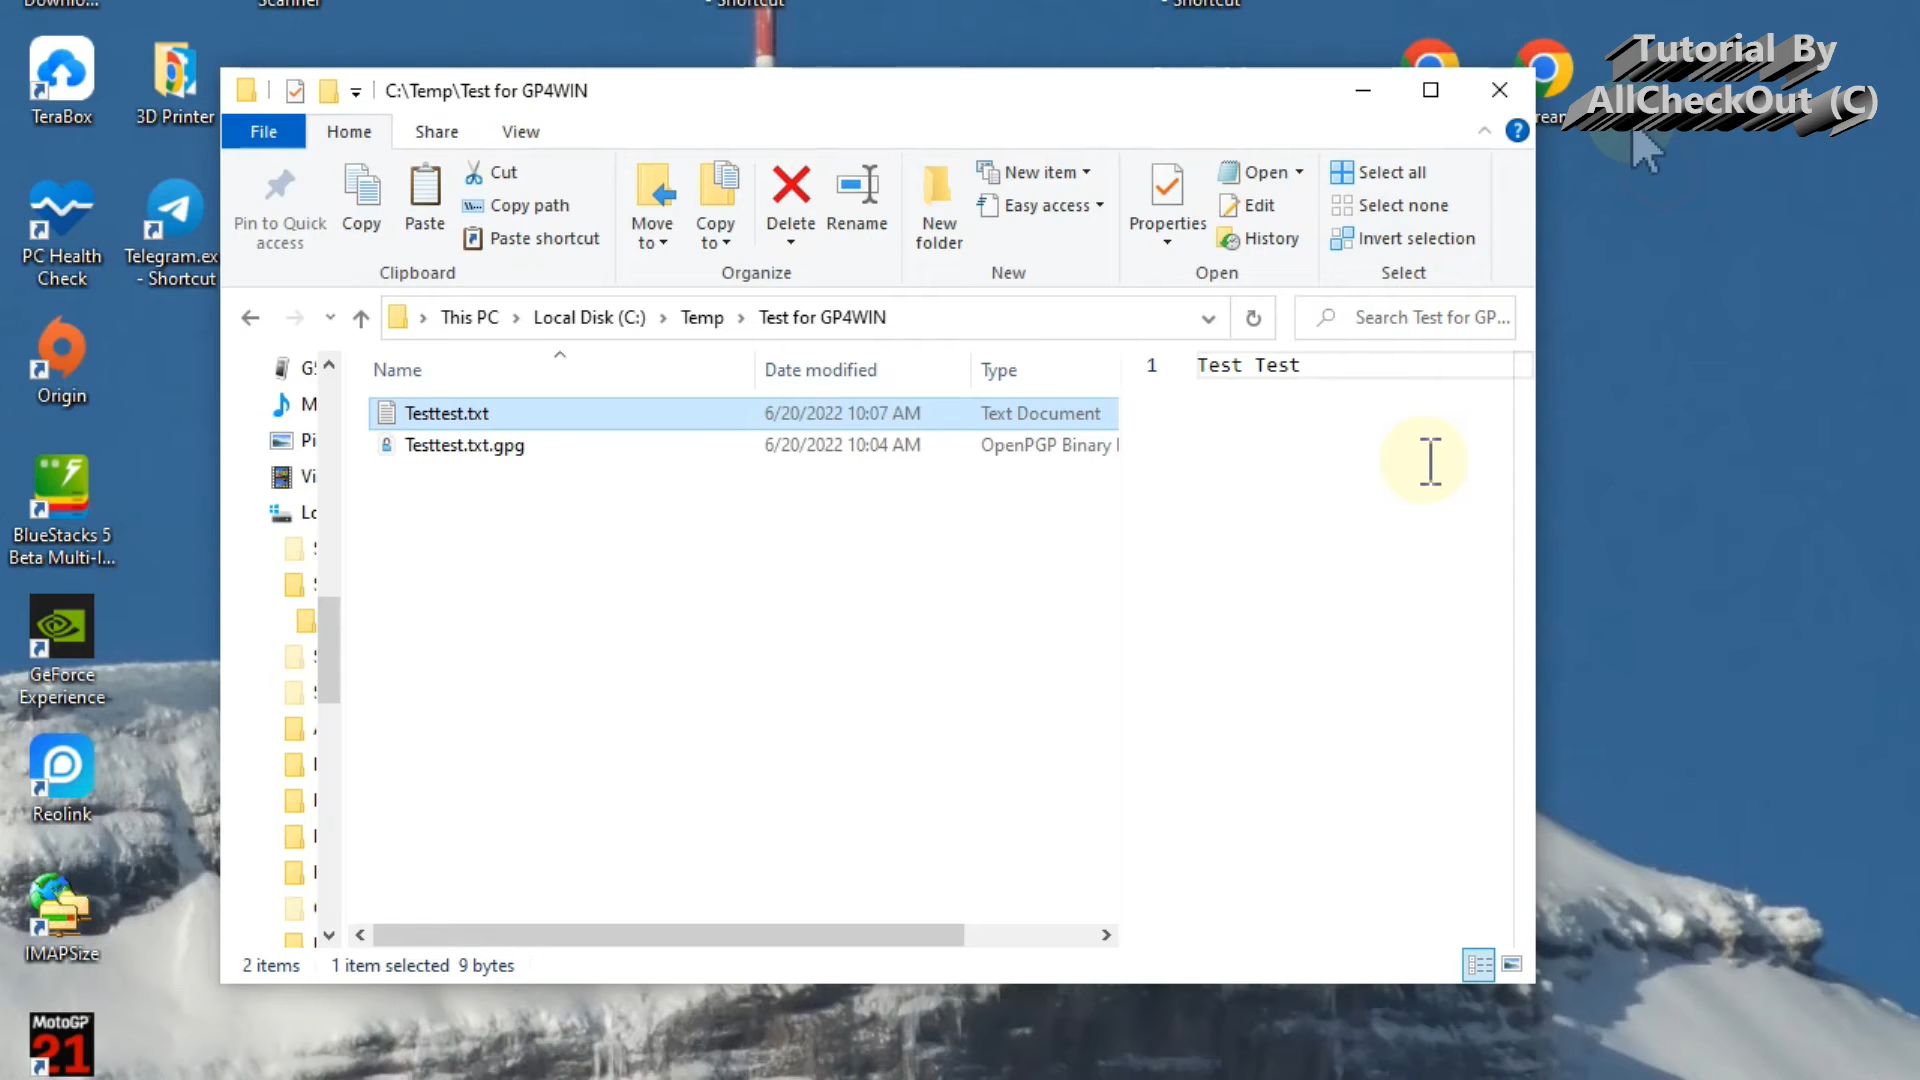 Downlo...
Scanner
- Shortcut
- Shortcut
Tutorial By
AllCheckOut (C)
TeraBox
3D Printer
PC Health
Check
Telegram.ex
- Shortcut
Origin
BlueStacks 5
Beta Multi-I...
GeForce
Experience
Reolink
IMAPSize
MotoGP
21
C:\Temp\Test for GP4WIN
File
Home
Share
View
Pin to Quick
access
Copy
Paste
Cut
Copy path
Paste shortcut
Clipboard
Move
to
Copy
to
Delete
Rename
Organize
New
folder
New item
Easy access
New
Properties
Open
Edit
History
Open
Select all
Select none
Invert selection
Select
This PC
Local Disk (C:)
Temp
Test for GP4WIN
Search Test for GP...
Name
Date modified
Type
Testtest.txt
6/20/2022 10:07 AM
Text Document
Testtest.txt.gpg
6/20/2022 10:04 AM
OpenPGP Binary
1 Test Test
2 items
1 item selected 9 bytes